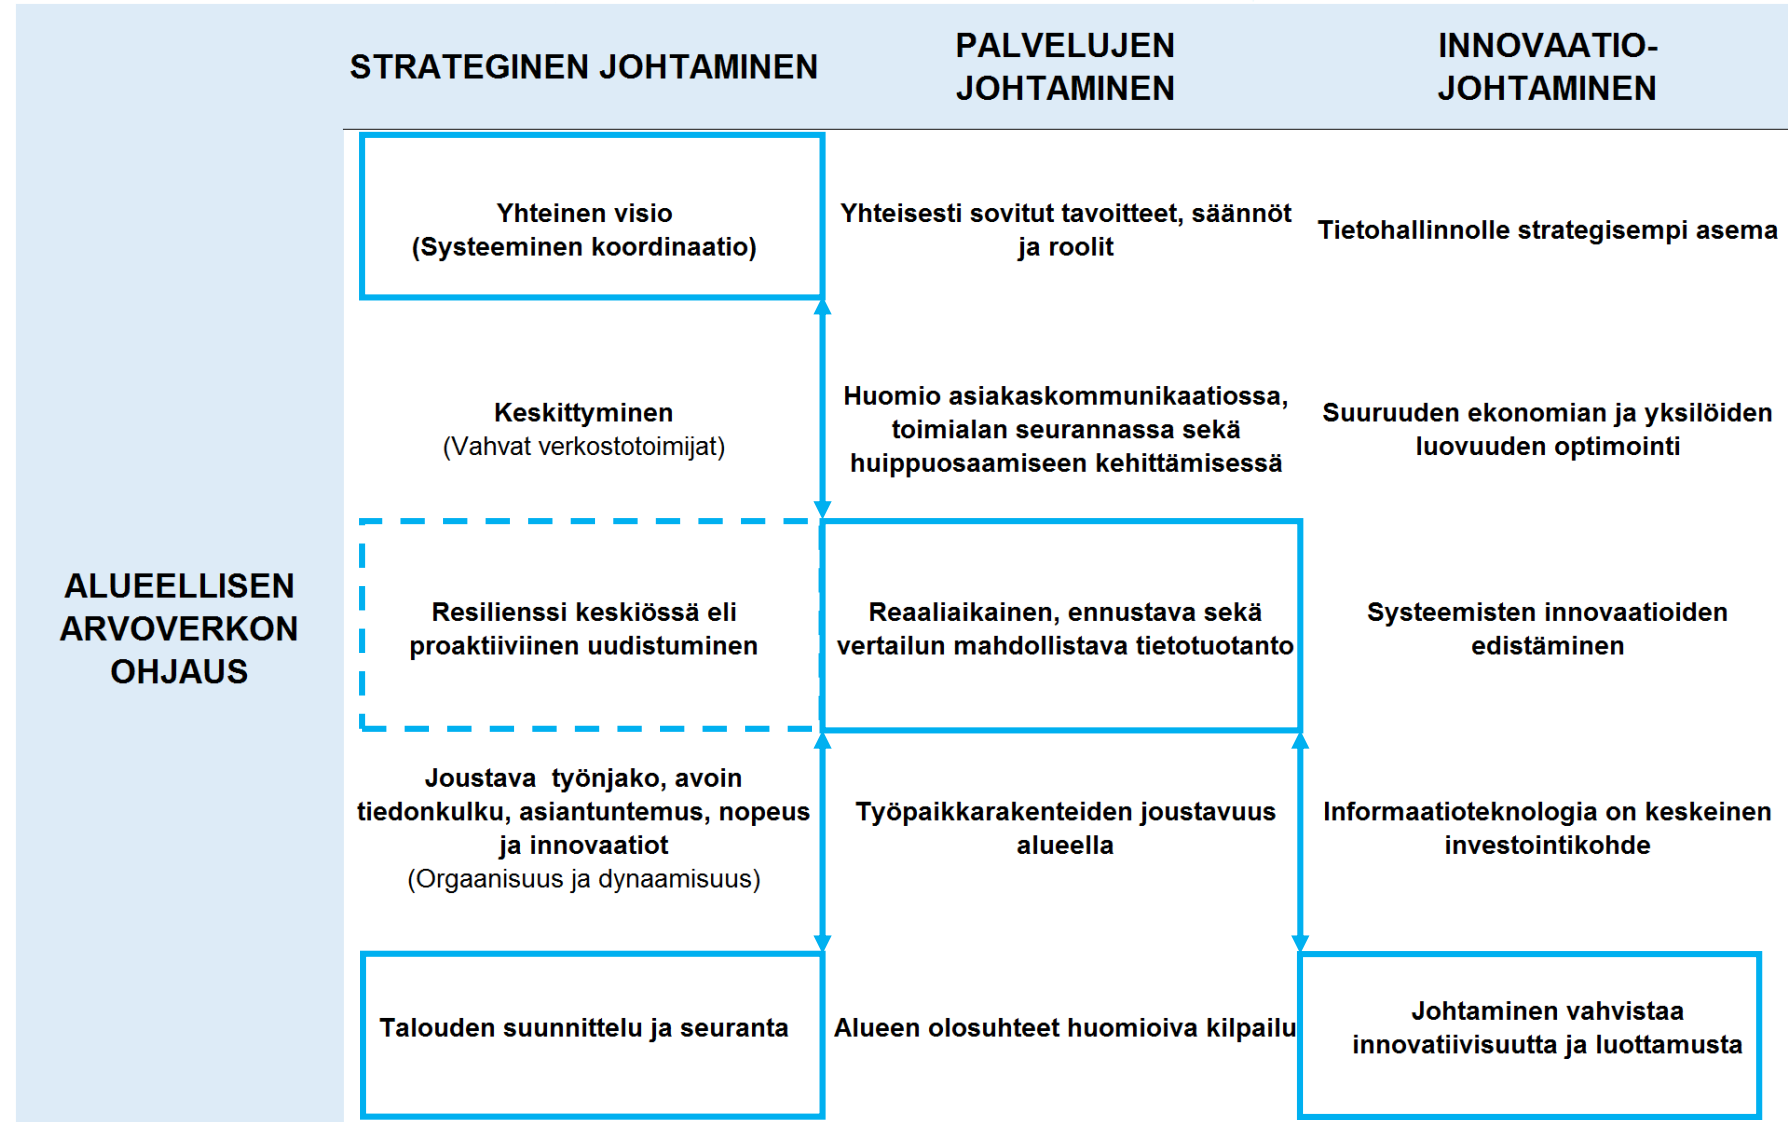 STRATEGINEN JOHTAMINEN
PALVELUJEN
JOHTAMINEN
INNOVAATIO-
JOHTAMINEN
ALUEELLISEN
ARVOVERKON
OHJAUS
Yhteinen visio
(Systeeminen koordinaatio)
Yhteisesti sovitut tavoitteet, säännöt
ja roolit
Tietohallinnolle strategisempi asema
Keskittyminen
(Vahvat verkostotoimijat)
Huomio asiakaskommunikaatiossa,
toimialan seurannassa sekä
huippuosaamiseen kehittämisessä
Suuruuden ekonomian ja yksilöiden
luovuuden optimointi
Resilienssi keskiössä eli
proaktiiviinen uudistuminen
Reaaliaikainen, ennustava sekä
vertailun mahdollistava tietotuotanto
Systeemisten innovaatioiden
edistäminen
Joustava  työnjako, avoin
tiedonkulku, asiantuntemus, nopeus
ja innovaatiot
(Orgaanisuus ja dynaamisuus)
Työpaikkarakenteiden joustavuus
alueella
Informaatioteknologia on keskeinen
investointikohde
Talouden suunnittelu ja seuranta
Alueen olosuhteet huomioiva kilpailu
Johtaminen vahvistaa
innovatiivisuutta ja luottamusta